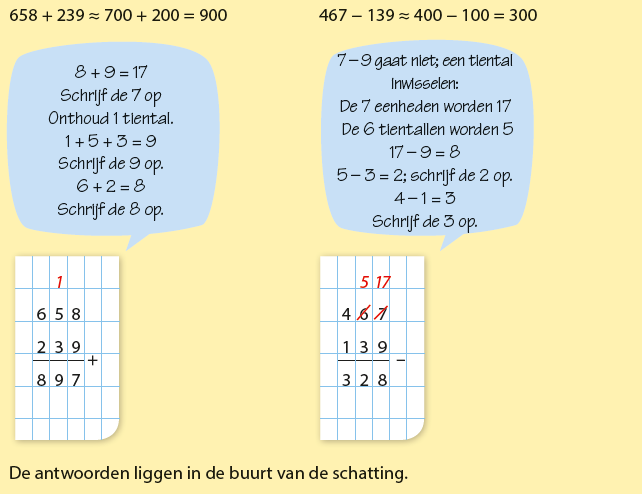 658 + 239 ≈ 700 + 200 = 900
8 + 9 = 17
Schrijf de 7 op
Onthoud 1 tiental.
1 + 5 + 3 = 9
Schrijf de 9 op.
6 + 2 = 8
Schrijf de 8 op.
1
6 5 8
2 3 9 +
8 9 7
467 − 139 ≈ 400 − 100 = 300
7 − 9 gaat niet; een tiental
inwisselen:
De 7 eenheden worden 17
De 6 tientallen worden 5
17 − 9 = 8
5 − 3 = 2; schrijf de 2 op.
4 − 1 = 3
Schrijf de 3 op.
5 17
4 6 7
1 3 9 −
3 2 8
De antwoorden liggen in de buurt van de schatting.